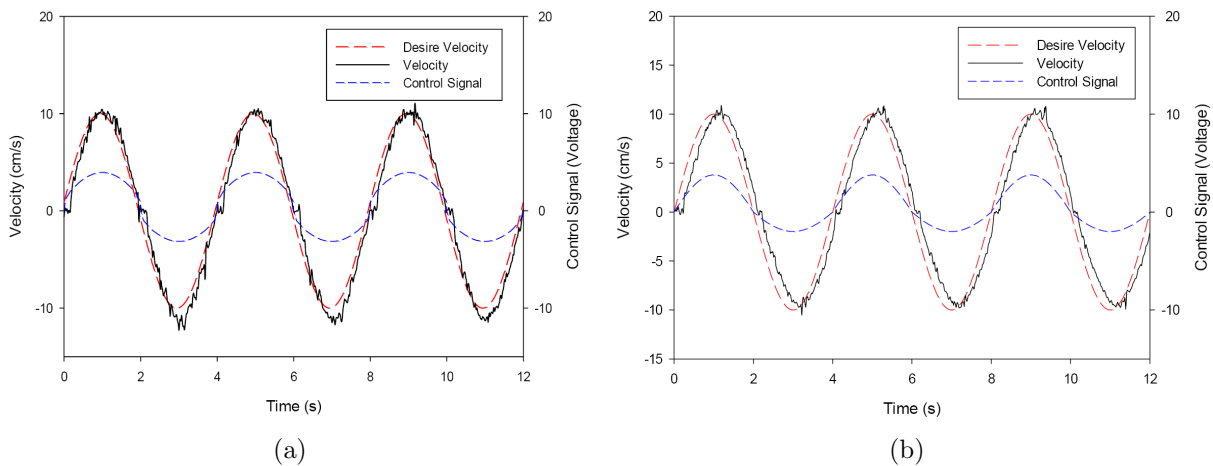 20
10
0
-10
Velocity (cm/s)
20
10
0
-10
Control Signal (Voltage)
Desire Velocity
Velocity
Control Signal
0 2 4 6 8 10 12
Time (s)
(a)
20
15
10
5
0
-5
-10
-15
Velocity (cm/s)
20
10
0
-10
Control Signal (Voltage)
Desire Velocity
Velocity
Control Signal
0 2 4 6 8 10 12
Time (s)
(b)